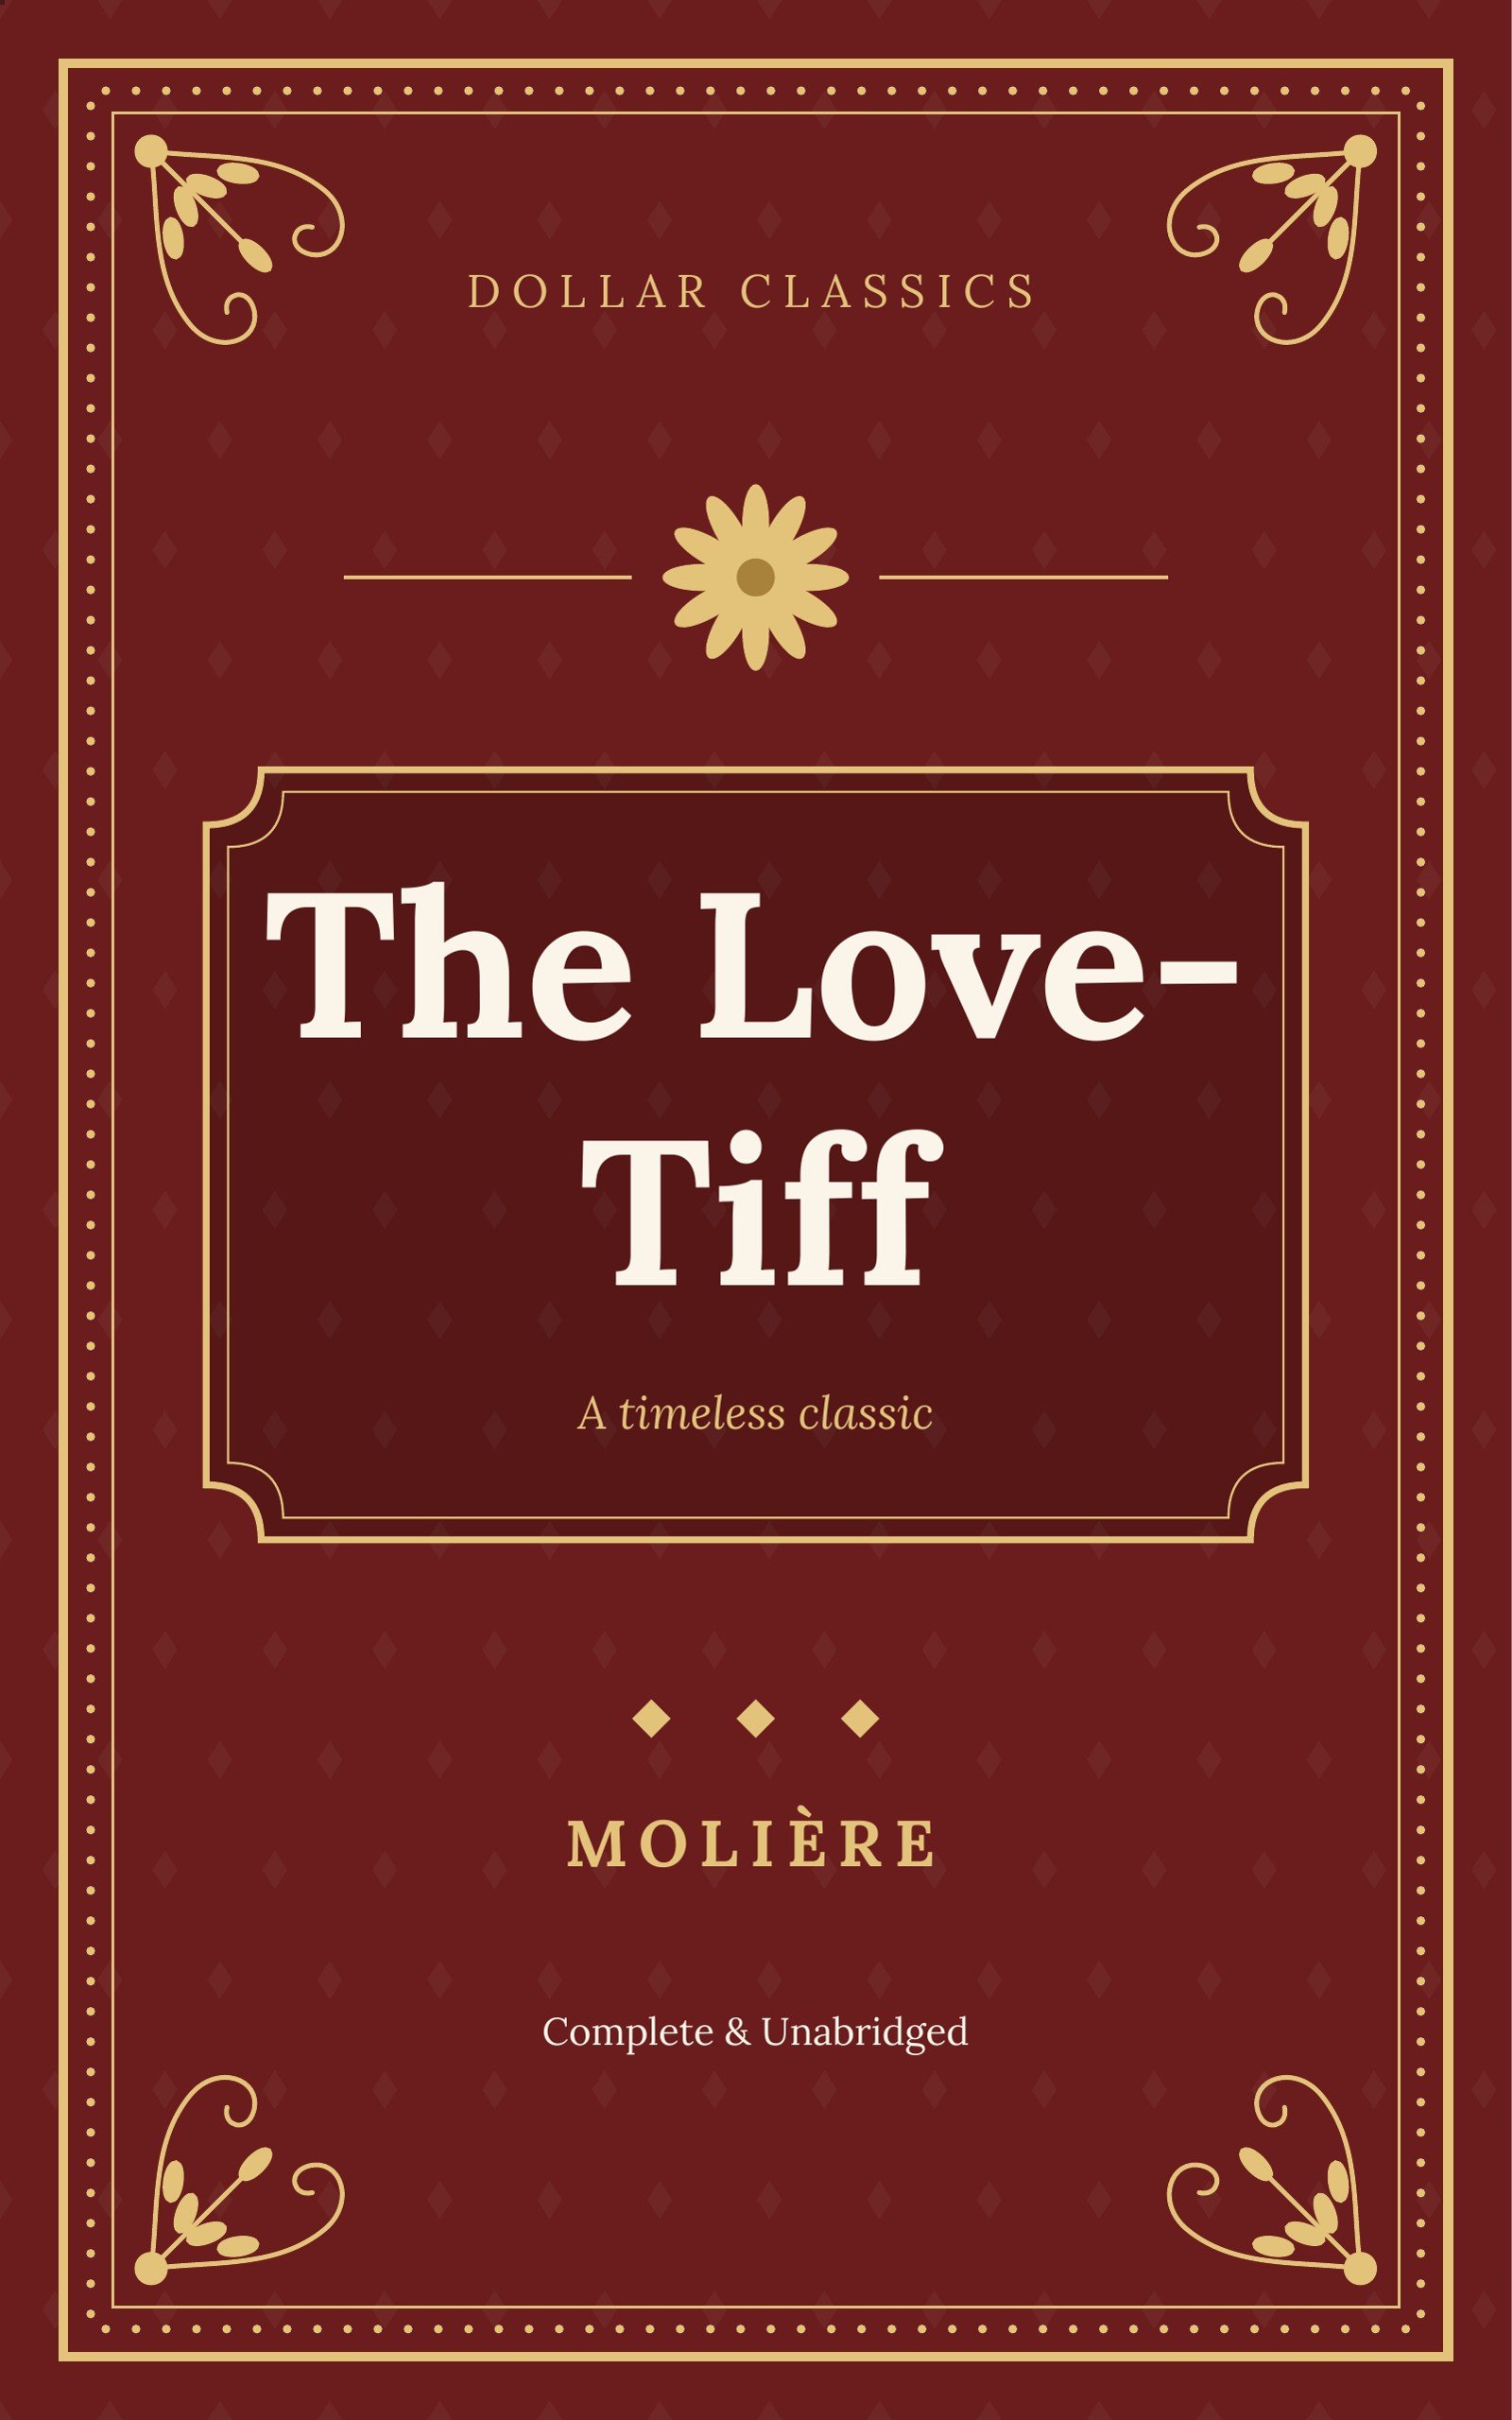 DOLLAR CLASSICS
The Love-
Tiff
A timeless classic
MOLIÈRE
Complete & Unabridged